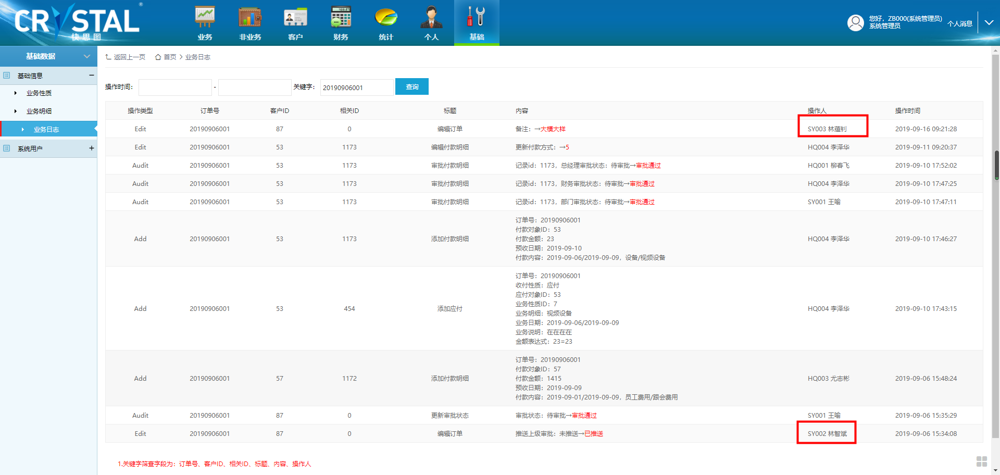 CRYSTAL ®
快思图
业务
非业务
客户
财务
统计
个人
基础
您好，ZB000(系统管理员)
系统管理员
个人消息
基础数据
基础信息
业务性质
业务明细
业务日志
系统用户
返回上一页 首页 > 业务日志
操作时间： - 关键字： 20190906001 查询
操作类型 订单号 客户ID 相关ID 标题 内容 操作人 操作时间
Edit 20190906001 87 0 编辑订单 备注：→大模大样 SY003 林蕴钊 2019-09-16 09:21:28
Edit 20190906001 53 1173 编辑付款明细 更新付款方式：→5 HQ004 李泽华 2019-09-11 09:20:37
Audit 20190906001 53 1173 审批付款明细 记录id：1173，总经理审批状态：待审批→审批通过 HQ001 柳春飞 2019-09-10 17:52:02
Audit 20190906001 53 1173 审批付款明细 记录id：1173，财务审批状态：待审批→审批通过 HQ004 李泽华 2019-09-10 17:47:25
Audit 20190906001 53 1173 审批付款明细 记录id：1173，部门审批状态：待审批→审批通过 SY001 王喻 2019-09-10 17:47:11
Add 20190906001 53 1173 添加付款明细 订单号：20190906001
付款对象ID：53
付款金额：23
预收日期：2019-09-10
付款内容：2019-09-06/2019-09-09，设备/视频设备
HQ004 李泽华 2019-09-10 17:46:27
Add 20190906001 53 454 添加应付 订单号：20190906001
收付性质：应付
应付对象ID：53
业务性质ID：7
业务明细：视频设备
业务日期：2019-09-06/2019-09-09
业务说明：在在在在
金额表达式：23=23
HQ004 李泽华 2019-09-10 17:43:15
Add 20190906001 57 1172 添加付款明细 订单号：20190906001
付款对象ID：57
付款金额：1415
预收日期：2019-09-09
付款内容：2019-09-01/2019-09-09，员工费用/跟会费用
HQ003 尤志彬 2019-09-06 15:48:24
Audit 20190906001 87 0 更新审批状态 审批状态：待审批→审批通过 SY001 王喻 2019-09-06 15:35:29
Edit 20190906001 87 0 编辑订单 推送上级审批：未推送→已推送 SY002 林智斌 2019-09-06 15:34:08
1.关键字筛查字段为：订单号、客户ID、相关ID、标题、内容、操作人